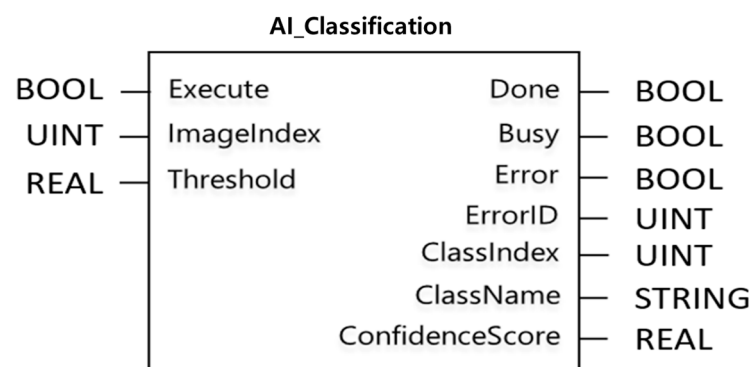 AI_Classification
BOOL Execute Done BOOL
UINT ImageIndex Busy BOOL
REAL Threshold Error BOOL
ErrorID UINT
ClassIndex UINT
ClassName STRING
ConfidenceScore REAL